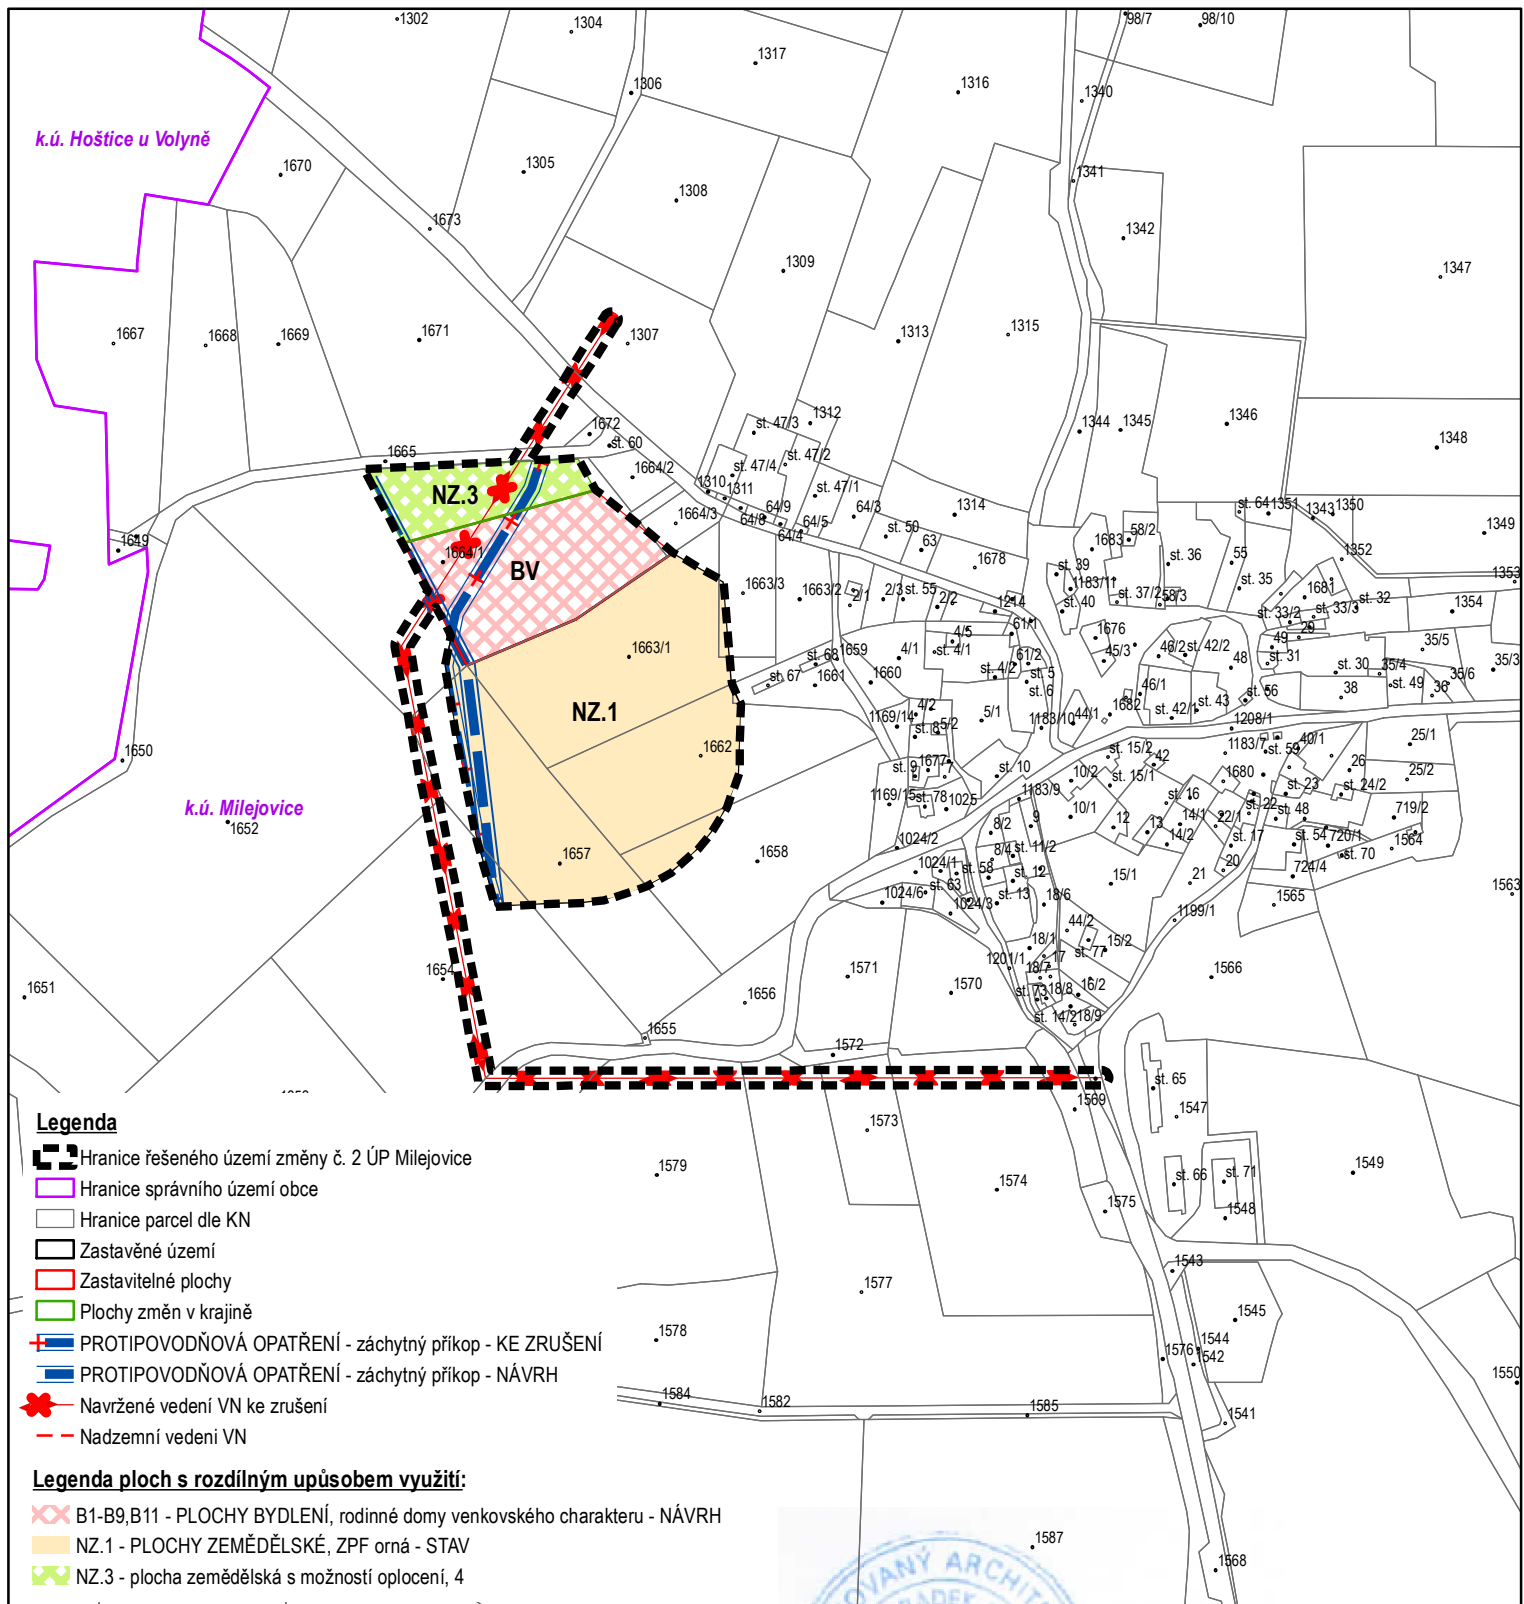 1302
1304
98/7
98/10
1317
1306
1316
1340
k.ú. Hoštice u Volyně
1670
1305
1308
1341
1673
1342
1309
1347
1667
1668
1669
1671
1307
1313
1315
1672
st. 60
st. 47/3
1312
1344
1345
1346
1348
1665
NZ.3
1664/2
st. 47/4
st. 47/2
1310
1311
st. 47/1
1664/3
64/8
64/9
64/4
64/5
64/3
1314
st. 50
63
1678
58/2
1683
st. 64
1351
1343
1350
1349
1649
1664/1
BV
1663/3
1663/2
2/1
2/3
st. 55
2/2
1214
st. 39
1183/11
st. 40
st. 36
st. 37/2
58/3
55
st. 35
1352
1681
1353
st. 33/2
st. 33/3
st. 32
1354
29
1663/1
st. 68
1659
4/1
4/5
st. 4/1
61/1
61/2
st. 4/2
st. 5
st. 6
1676
45/3
46/2
st. 42/2
48
49
st. 31
st. 30
35/5
35/4
35/6
35/3
st. 67
1661
1660
NZ.1
1662
1169/14
4/2
st. 8
5/2
5/1
1183/10
44/1
1682
46/1
st. 42/1
st. 43
st. 56
38
st. 49
36
1208/1
1183/7
st. 59
40/1
25/1
1650
st. 9
1677
7
st. 10
st. 15/2
42
10/2
st. 15/1
1680
26
25/2
k.ú. Milejovice
1652
1169/15
st. 78
1025
1183/9
10/1
st. 16
st. 22
st. 23
st. 24/2
719/2
1657
1658
1024/2
8/2
9
12
13
14/1
14/2
22/1
st. 17
st. 48
st. 54
720/1
1564
1024/1
st. 58
8/4
st. 11/2
st. 12
20
st. 70
724/4
1024/6
st. 63
1024/3
st. 13
18/6
15/1
21
1565
1563
44/2
1199/1
1654
18/1
17
st. 77
15/2
1651
1656
1571
1570
1201/1
18/7
st. 73
18/8
16/2
1566
1655
1572
st. 14/2
18/9
1569
st. 65
1547
1573
Legenda
Hranice řešeného území změny č. 2 ÚP Milejovice
1579
1574
1575
st. 66
st. 71
1548
1549
Hranice správního území obce
Hranice parcel dle KN
Zastavěné území
1543
Zastavitelné plochy
1577
Plochy změn v krajině
1545
PROTIPOVODŇOVÁ OPATŘENÍ - záchytný příkop - KE ZRUŠENÍ
1578
1544
1576
1542
PROTIPOVODŇOVÁ OPATŘENÍ - záchytný příkop - NÁVRH
1550
Navržené vedení VN ke zrušení
1584
1582
1585
1541
Nadzemní vedeni VN
Legenda ploch s rozdílným upůsobem využití:
B1-B9,B11 - PLOCHY BYDLENÍ, rodinné domy venkovského charakteru - NÁVRH
NZ.1 - PLOCHY ZEMĚDĚLSKÉ, ZPF orná - STAV
1587
NZ.3 - plocha zemědělská s možností oplocení, 4
1568